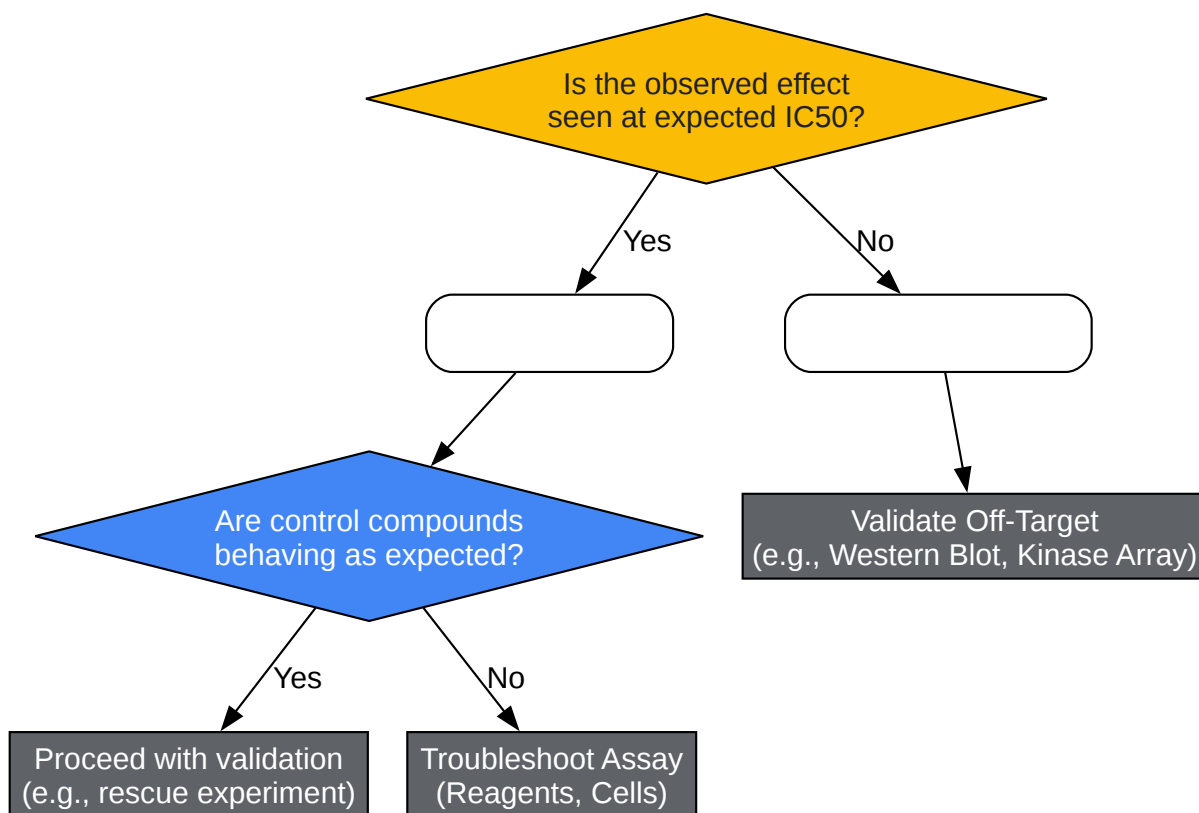 Is the observed effect
seen at expected IC50?
Yes
No
Are control compounds
behaving as expected?
Validate Off-Target
(e.g., Western Blot, Kinase Array)
Yes
No
Proceed with validation
(e.g., rescue experiment)
Troubleshoot Assay
(Reagents, Cells)